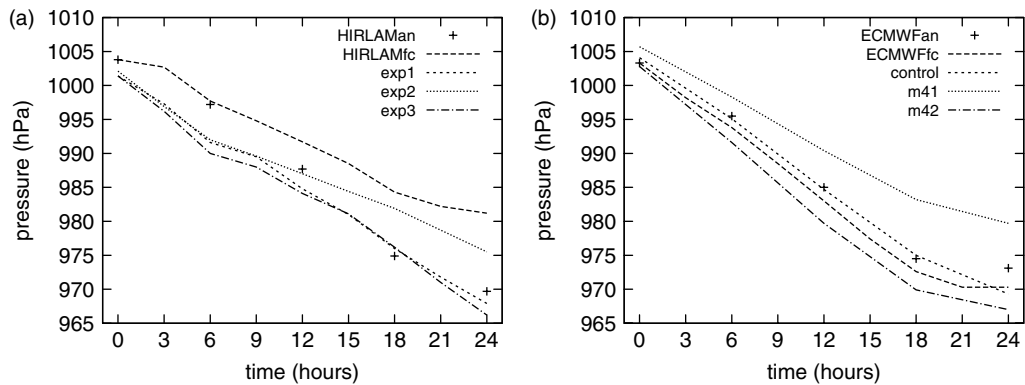 (a)
1010
1005
1000
995
990
985
980
975
970
965
pressure (hPa)
HIRLAMan
HIRLAMfc
exp1
exp2
exp3
0 3 6 9 12 15 18 21 24
time (hours)
(b)
1010
1005
1000
995
990
985
980
975
970
965
pressure (hPa)
ECMWFan
ECMWFfc
control
m41
m42
0 3 6 9 12 15 18 21 24
time (hours)